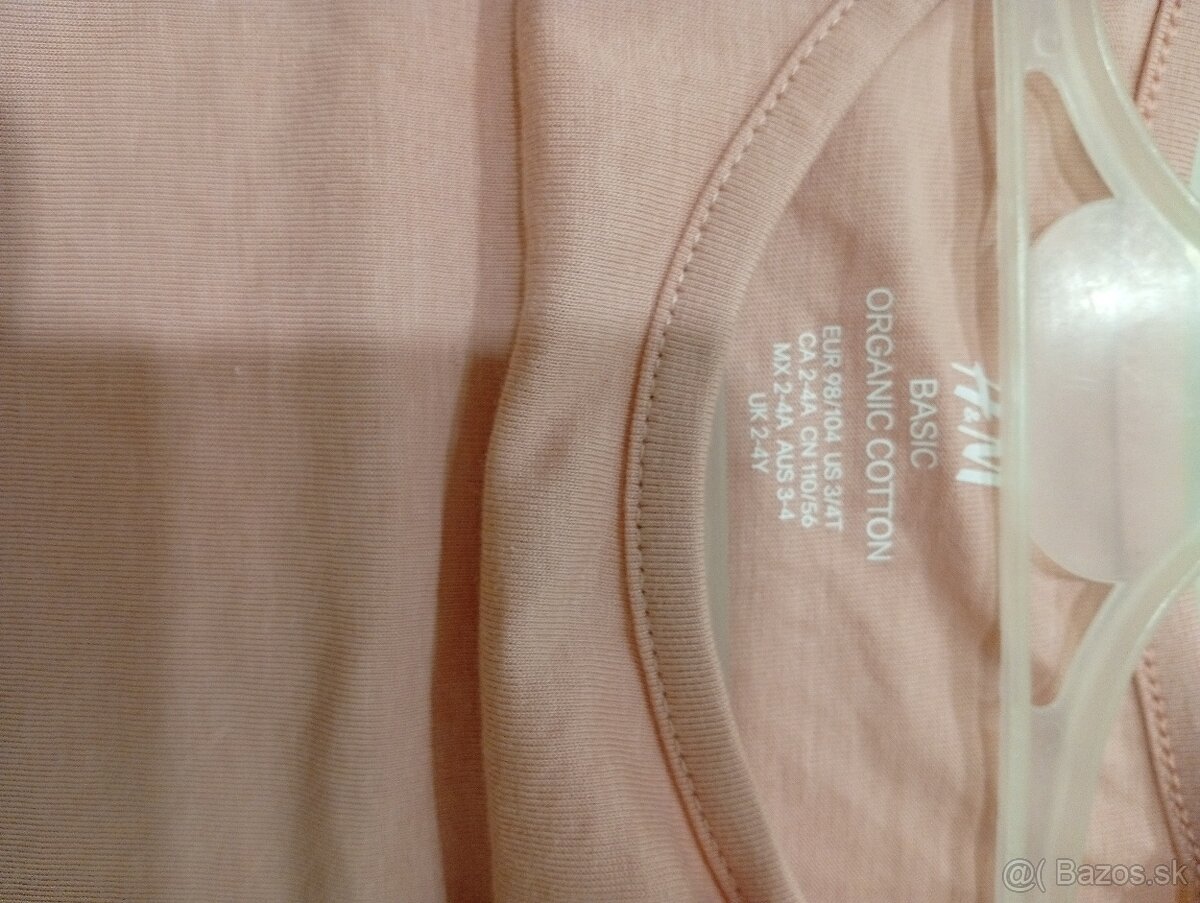 H&M
BASIC
ORGANIC COTTON
EUR 98/104 US 3/4T
CA 2-4A CN 110/56
MX 2-4A AUS 3-4
UK 2-4Y
@( Bazos.sk